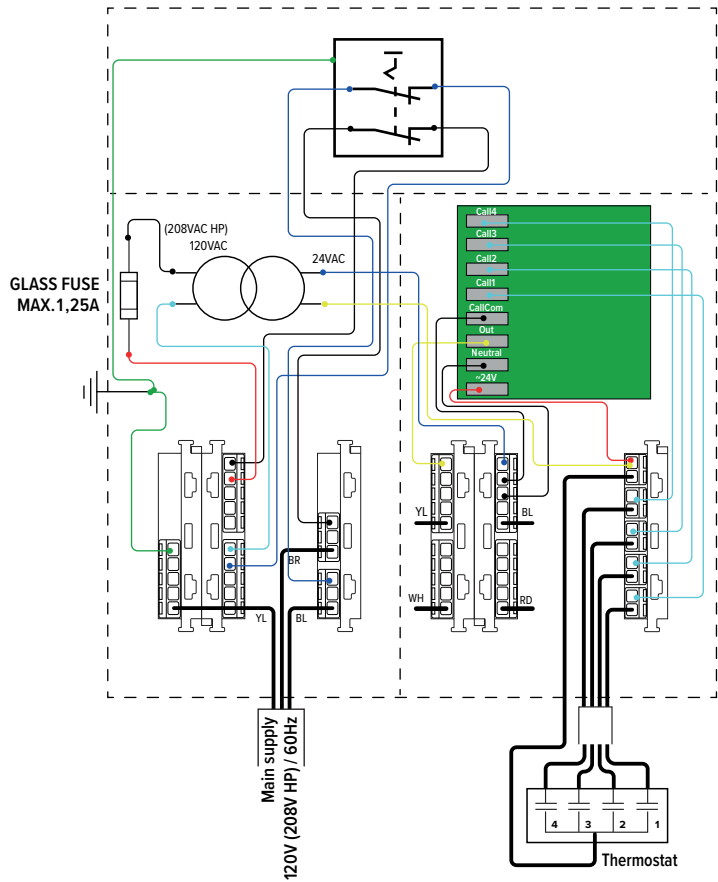 (208VAC HP)
120VAC
24VAC
GLASS FUSE
MAX.1,25A
Call4
Call3
Call2
Call1
CallCom
Out
Neutral
~24V
YL
BL
BR
WH
RD
YL
BL
Main supply
120V (208V HP) / 60Hz
4
3
2
1
Thermostat